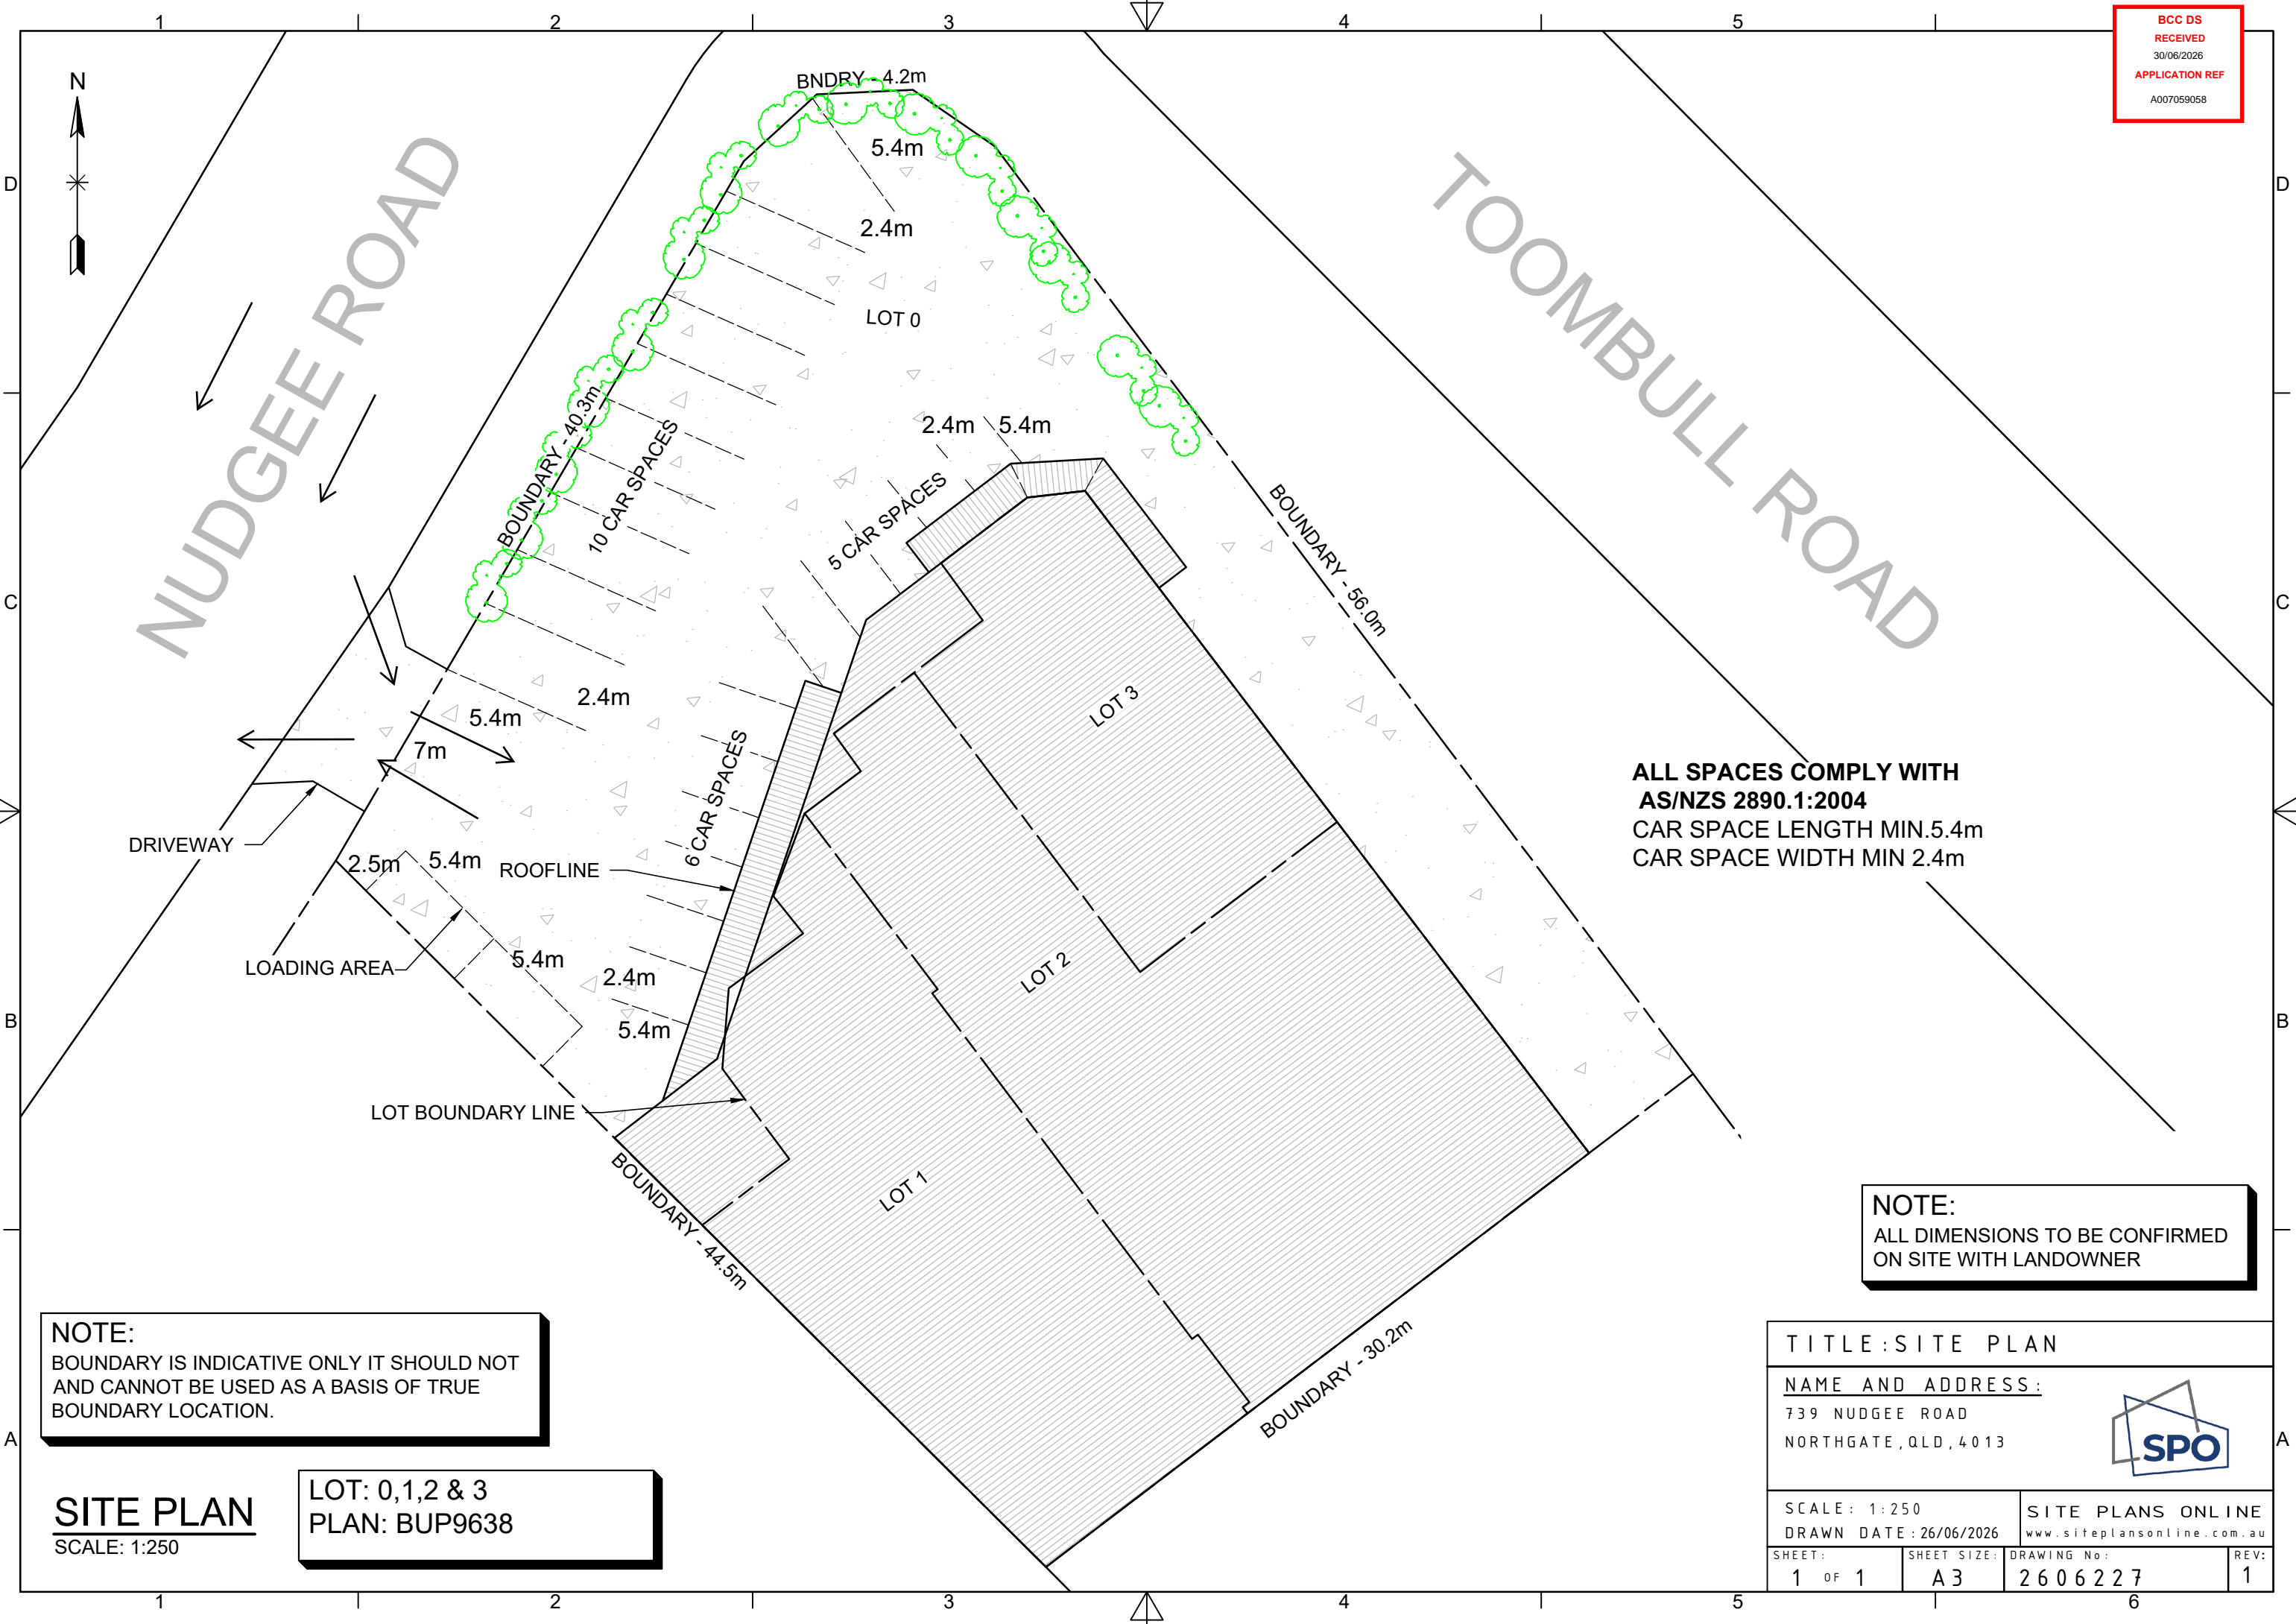 1 2 3 4 5
BCC DS
RECEIVED
30/06/2026
APPLICATION REF
A007059058
N
BNDRY - 4.2m
D
D
5.4m
2.4m
NUDGEE ROAD
TOOMBULL ROAD
LOT 0
BOUNDARY - 40.3m
10 CAR SPACES
2.4m
5.4m
5 CAR SPACES
BOUNDARY - 56.0m
C
C
2.4m
5.4m
7m
LOT 3
6 CAR SPACES
ALL SPACES COMPLY WITH
AS/NZS 2890.1:2004
CAR SPACE LENGTH MIN.5.4m
CAR SPACE WIDTH MIN 2.4m
DRIVEWAY
2.5m
5.4m
ROOFLINE
LOADING AREA
5.4m
2.4m
LOT 2
5.4m
B
B
LOT BOUNDARY LINE
LOT 1
BOUNDARY - 44.5m
NOTE:
ALL DIMENSIONS TO BE CONFIRMED
ON SITE WITH LANDOWNER
BOUNDARY - 30.2m
NOTE:
BOUNDARY IS INDICATIVE ONLY IT SHOULD NOT
AND CANNOT BE USED AS A BASIS OF TRUE
BOUNDARY LOCATION.
A
A
TITLE:SITE PLAN
NAME AND ADDRESS:
739 NUDGEE ROAD
NORTHGATE,QLD,4013
SPO
SITE PLAN
SCALE: 1:250
LOT: 0,1,2 & 3
PLAN: BUP9638
SCALE: 1:250
DRAWN DATE:26/06/2026
SITE PLANS ONLINE
www.siteplansonline.com.au
SHEET:
1 OF 1
SHEET SIZE:
A3
DRAWING No:
2606227
REV:
1
1 2 3 4 5 6